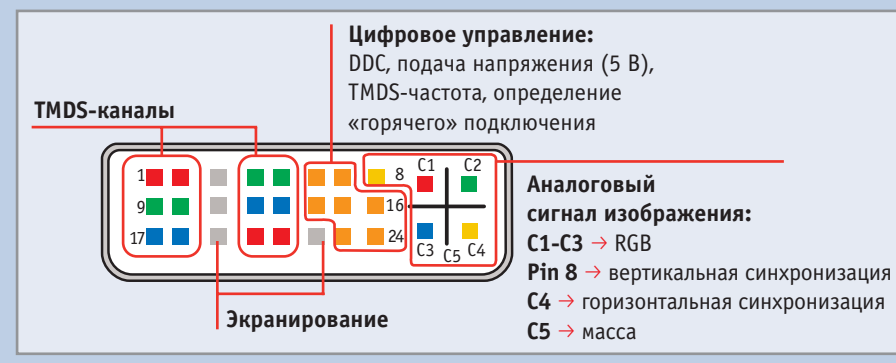 Цифровое управление:
DDC, подача напряжения (5 В),
TMDS-частота, определение
«горячего» подключения
TMDS-каналы
1
8
C1
C2
9
16
17
24
C3
C5
C4
Экранирование
Аналоговый
сигнал изображения:
C1-C3 → RGB
Pin 8 → вертикальная синхронизация
C4 → горизонтальная синхронизация
C5 → масса